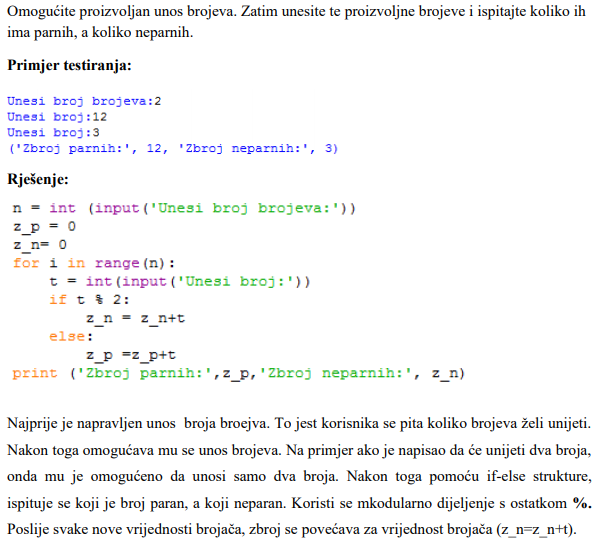 Omogućite proizvoljan unos brojeva. Zatim unesite te proizvoljne brojeve i ispitajte koliko ih
ima parnih, a koliko neparnih.
Primjer testiranja:
Unesi broj brojeva:2
Unesi broj:12
Unesi broj:3
('Zbroj parnih:', 12, 'Zbroj neparnih:', 3)
Rješenje:
n = int (input('Unesi broj brojeva:'))
z_p = 0
z_n= 0
for i in range(n):
    t = int(input('Unesi broj:'))
    if t % 2:
        z_n = z_n+t
    else:
        z_p =z_p+t
print ('Zbroj parnih:',z_p,'Zbroj neparnih:', z_n)
Najprije je napravljen unos  broja broejva. To jest korisnika se pita koliko brojeva želi unijeti.
Nakon toga omogućava mu se unos brojeva. Na primjer ako je napisao da će unijeti dva broja,
onda mu je omogućeno da unosi samo dva broja. Nakon toga pomoću if-else strukture,
ispituje se koji je broj paran, a koji neparan. Koristi se mkodularno dijeljenje s ostatkom %.
Poslije svake nove vrijednosti brojača, zbroj se povećava za vrijednost brojača (z_n=z_n+t).